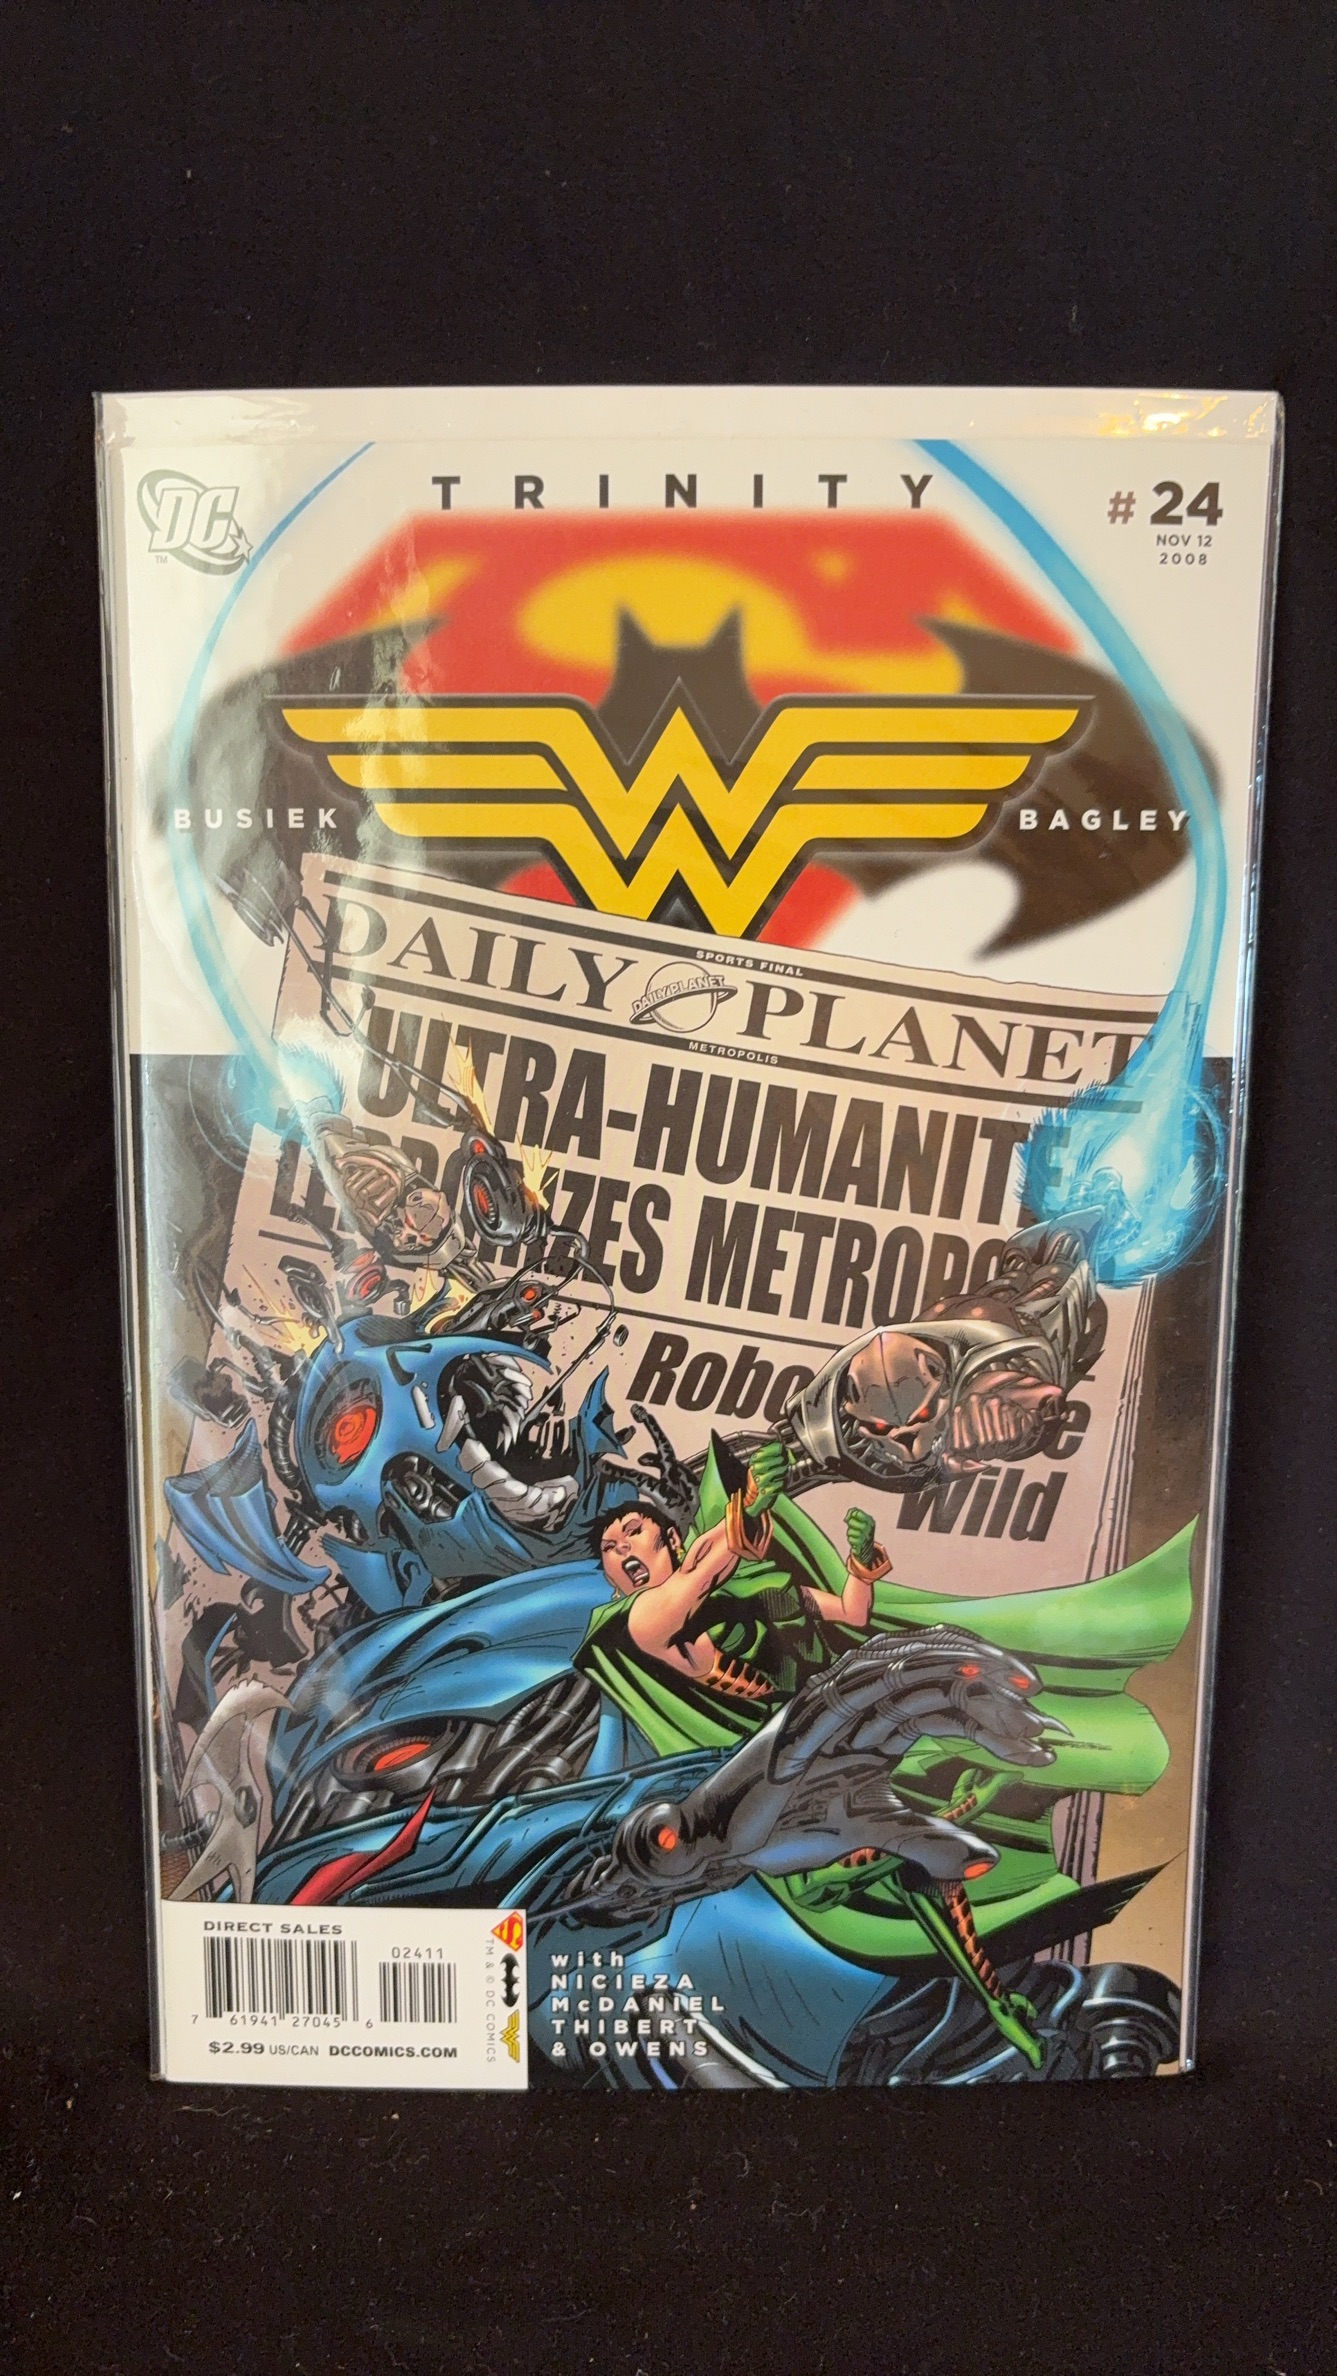 DC
TM
TRINITY
# 24
NOV 12
2008
BUSIEK
BAGLEY
SPORTS FINAL
DAILY PLANET
DAILY PLANET
METROPOLIS
ULTRA-HUMANITE
METROPO
Robo
Wild
DIRECT SALES
02411
7 61941 27045 6
$2.99 US/CAN DCCOMICS.COM
TM & © DC COMICS
with
NICIEZA
McDANIEL
THIBERT
& OWENS